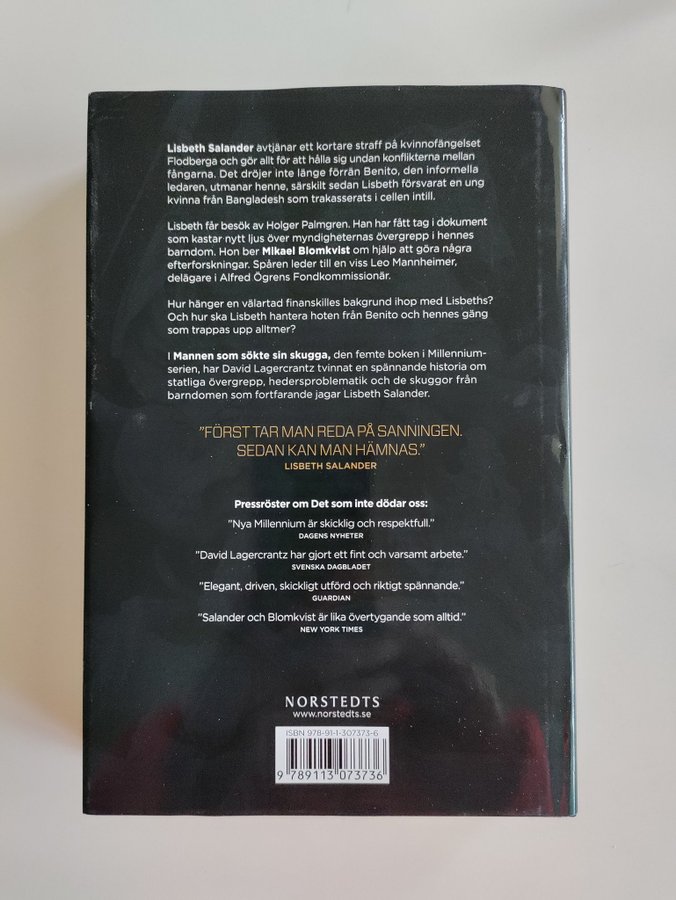 Lisbeth Salander avtjänar ett kortare straff på kvinnofängelset
Flodberga och gör allt för att hålla sig undan konflikterna mellan
fångarna. Det dröjer inte länge förrän Benito, den informella
ledaren, utmanar henne, särskilt sedan Lisbeth försvarat en ung
kvinna från Bangladesh som trakasserats i cellen intill.
Lisbeth får besök av Holger Palmgren. Han har fått tag i dokument
som kastar nytt ljus över myndigheternas övergrepp i hennes
barndom. Hon ber Mikael Blomkvist om hjälp att göra några
efterforskningar. Spåren leder till en viss Leo Mannheimer,
delägare i Alfred Ögrens Fondkommissionär.
Hur hänger en välartad finanskilles bakgrund ihop med Lisbeths?
Och hur ska Lisbeth hantera hoten från Benito och hennes gäng
som trappas upp alltmer?
I Mannen som sökte sin skugga, den femte boken i Millennium-
serien, har David Lagercrantz tvinnat en spännande historia om
statliga övergrepp, hedersproblematik och de skuggor från
barndomen som fortfarande jagar Lisbeth Salander.
"FÖRST TAR MAN REDA PÅ SANNINGEN.
SEDAN KAN MAN HÄMNAS."
LISBETH SALANDER
Pressröster om Det som inte dödar oss:
"Nya Millennium är skicklig och respektfull."
DAGENS NYHETER
"David Lagercrantz har gjort ett fint och varsamt arbete."
SVENSKA DAGBLADET
"Elegant, driven, skickligt utförd och riktigt spännande."
GUARDIAN
"Salander och Blomkvist är lika övertygande som alltid."
NEW YORK TIMES
NORSTEDTS
www.norstedts.se
ISBN 978-91-1-307373-6
9 789113 073736